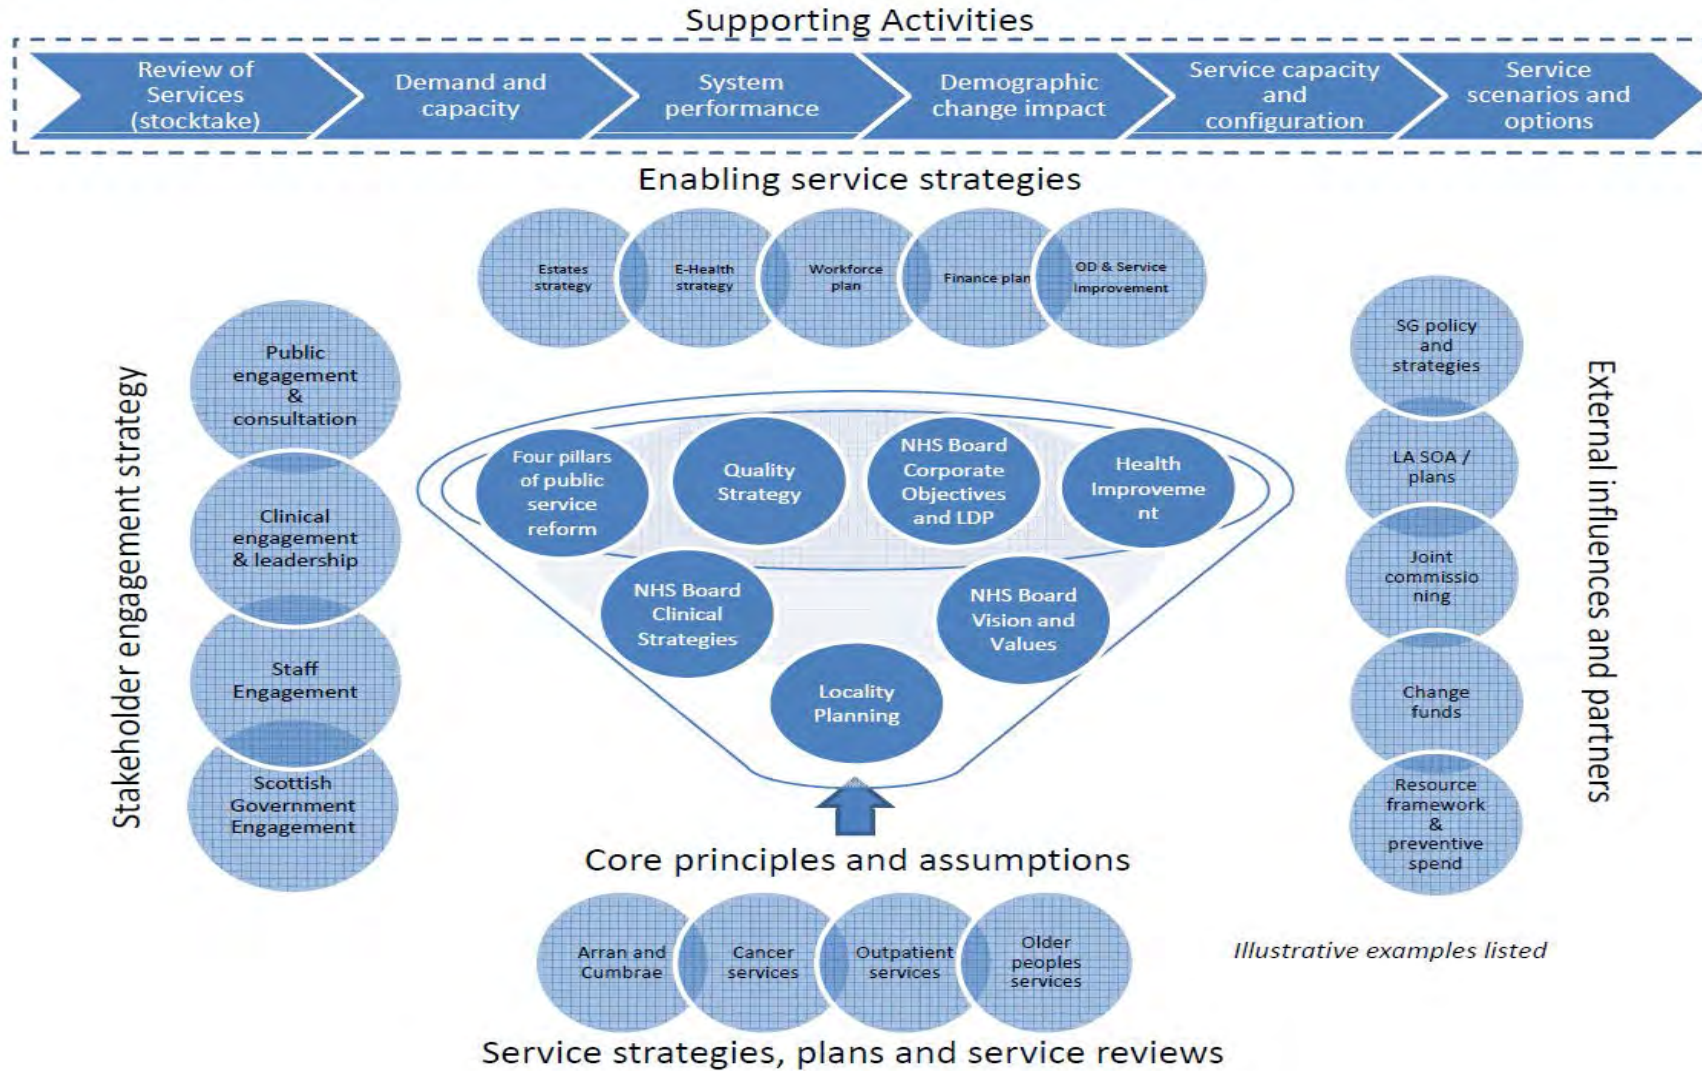 Supporting Activities
Review of
Services
(stocktake)
Demand and
capacity
System
performance
Demographic
change impact
Service capacity
and
configuration
Service
scenarios and
options
Enabling service strategies
Estates
strategy
E-Health
strategy
Workforce
plan
Finance plan
OD & Service
Improvement
Stakeholder engagement strategy
Public
engagement
&
consultation
Clinical
engagement
& leadership
Staff
Engagement
Scottish
Government
Engagement
Four pillars
of public
service
reform
Quality
Strategy
NHS Board
Corporate
Objectives
and LDP
Health
Improveme
nt
NHS Board
Clinical
Strategies
NHS Board
Vision and
Values
Locality
Planning
SG policy
and
strategies
LA SOA /
plans
Joint
commissio
ning
Change
funds
Resource
framework
&
preventive
spend
External influences and partners
Core principles and assumptions
Arran and
Cumbrae
Cancer
services
Outpatient
services
Older
peoples
services
Illustrative examples listed
Service strategies, plans and service reviews